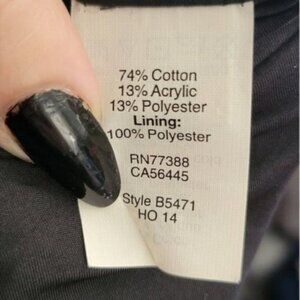 74% Cotton
13% Acrylic
13% Polyester
Lining:
100% Polyester
RN77388
CA56445
Style B5471
HO 14